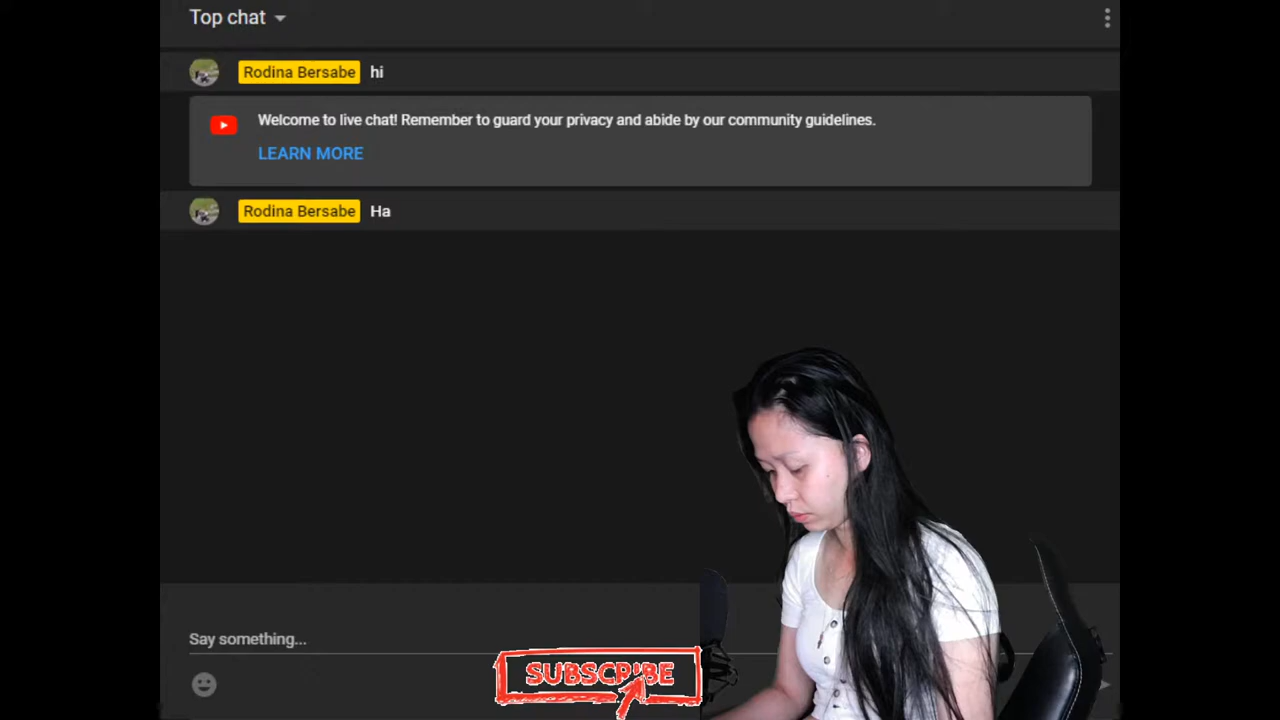 Top chat
Rodina Bersabe hi
Welcome to live chat! Remember to guard your privacy and abide by our community guidelines.
LEARN MORE
Rodina Bersabe Ha
Say something...
SUBSCRIBE